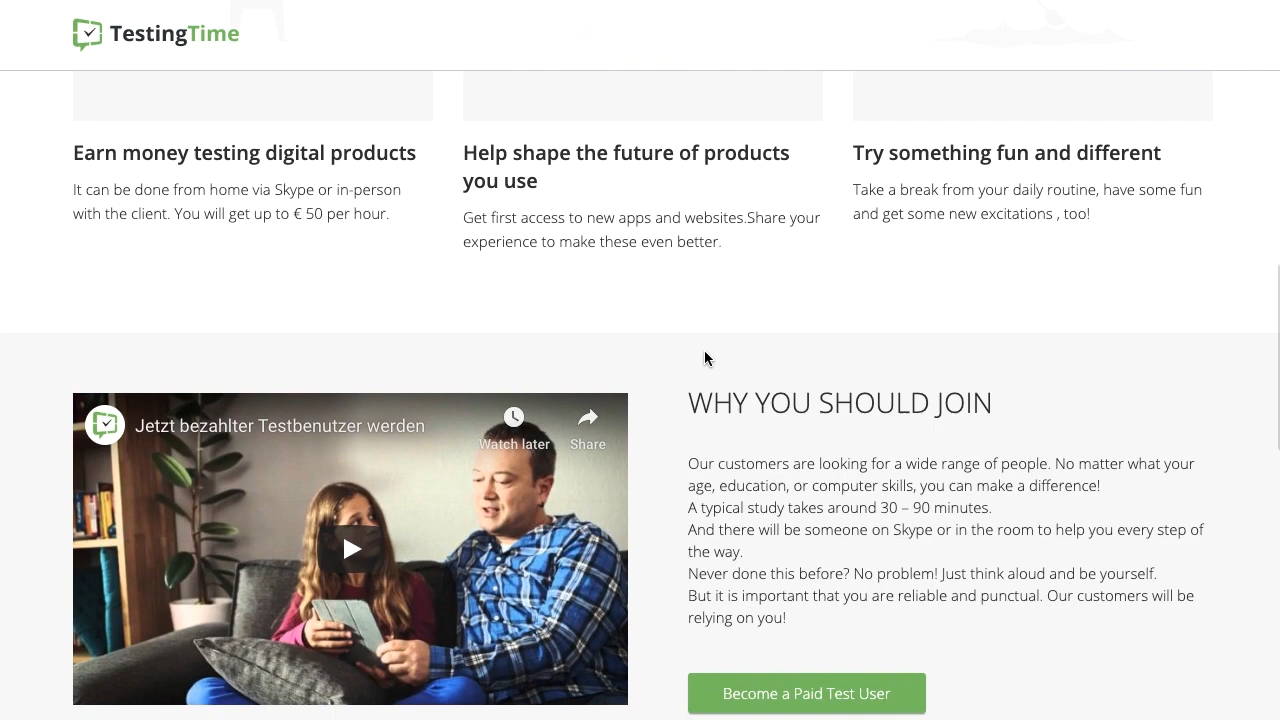 TestingTime
Earn money testing digital products
It can be done from home via Skype or in-person
with the client. You will get up to € 50 per hour.
Help shape the future of products
you use
Get first access to new apps and websites.Share your
experience to make these even better.
Try something fun and different
Take a break from your daily routine, have some fun
and get some new excitations , too!
Jetzt bezahlter Testbenutzer werden
Watch later
Share
WHY YOU SHOULD JOIN
Our customers are looking for a wide range of people. No matter what your
age, education, or computer skills, you can make a difference!
A typical study takes around 30 – 90 minutes.
And there will be someone on Skype or in the room to help you every step of
the way.
Never done this before? No problem! Just think aloud and be yourself.
But it is important that you are reliable and punctual. Our customers will be
relying on you!
Become a Paid Test User